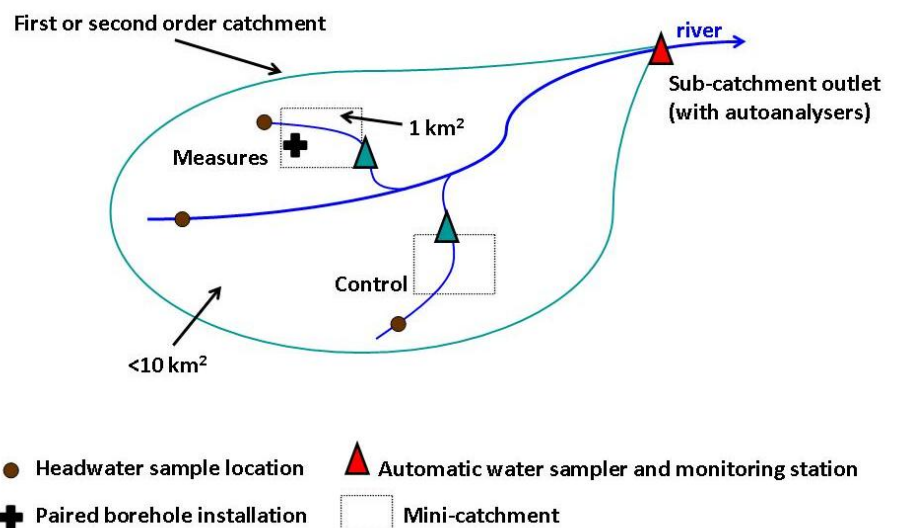 First or second order catchment
river
Sub-catchment outlet
(with autoanalysers)
1 km²
Measures
Control
<10 km²
Headwater sample location
Automatic water sampler and monitoring station
Paired borehole installation
Mini-catchment